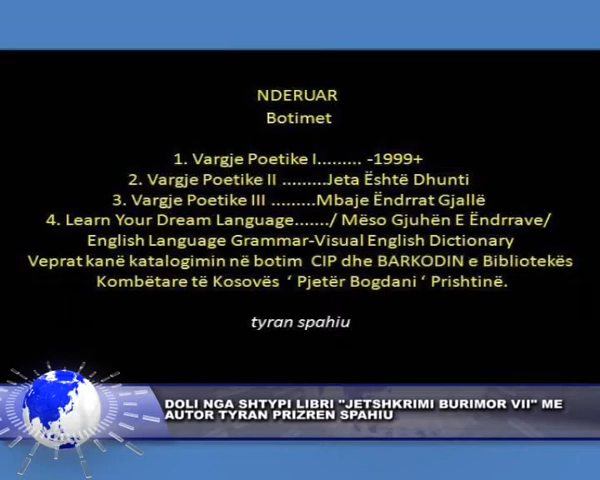 NDERUAR
Botimet
1. Vargje Poetike I......... -1999+
2. Vargje Poetike II .........Jeta Është Dhunti
3. Vargje Poetike III .........Mbaje Ëndrrat Gjallë
4. Learn Your Dream Language......./ Mëso Gjuhën E Ëndrrave/
English Language Grammar-Visual English Dictionary
Veprat kanë katalogimin në botim  CIP dhe BARKODIN e Bibliotekës
Kombëtare të Kosovës  ‘ Pjetër Bogdani ‘ Prishtinë.
tyran spahiu
DOLI NGA SHTYPI LIBRI "JETSHKRIMI BURIMOR VII" ME
AUTOR TYRAN PRIZREN SPAHIU